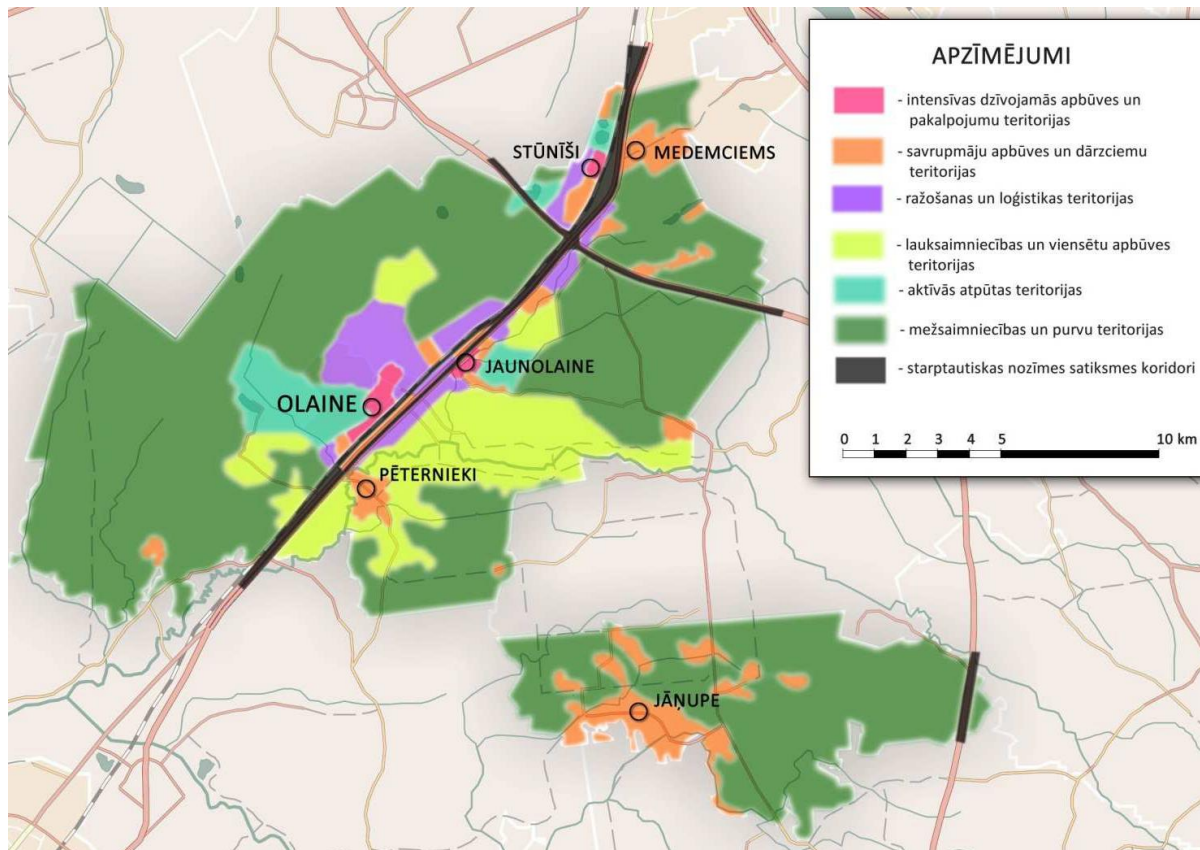 APZĪMĒJUMI
- intensīvas dzīvojamās apbūves un
pakalpojumu teritorijas
- savrupmāju apbūves un dārzciemu
teritorijas
- ražošanas un loģistikas teritorijas
- lauksaimniecības un viensētu apbūves
teritorijas
- aktīvās atpūtas teritorijas
- mežsaimniecības un purvu teritorijas
- starptautiskas nozīmes satiksmes koridori
0 1 2 3 4 5 10 km
STŪNĪŠI
MEDEMCIEMS
JAUNOLAINE
OLAINE
PĒTERNIEKI
JĀŅUPE